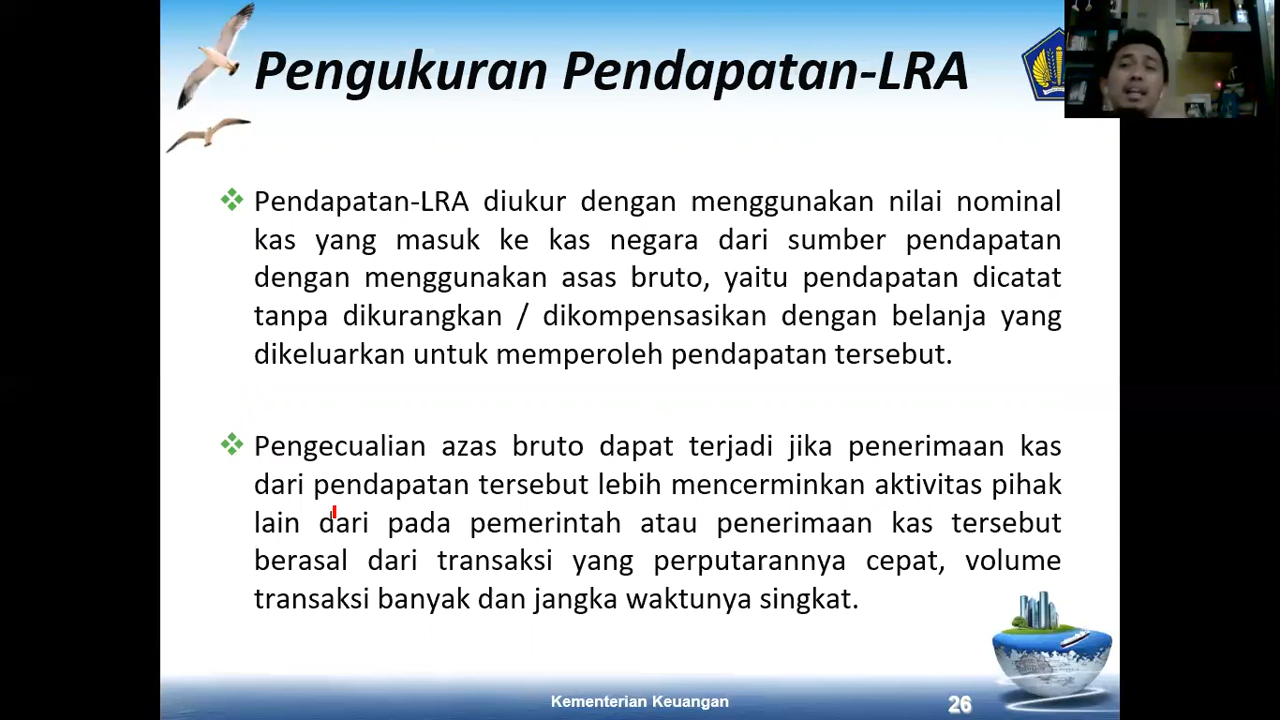 Pengukuran Pendapatan-LRA
Pendapatan-LRA diukur dengan menggunakan nilai nominal
kas yang masuk ke kas negara dari sumber pendapatan
dengan menggunakan asas bruto, yaitu pendapatan dicatat
tanpa dikurangkan / dikompensasikan dengan belanja yang
dikeluarkan untuk memperoleh pendapatan tersebut.
Pengecualian azas bruto dapat terjadi jika penerimaan kas
dari pendapatan tersebut lebih mencerminkan aktivitas pihak
lain dari pada pemerintah atau penerimaan kas tersebut
berasal dari transaksi yang perputarannya cepat, volume
transaksi banyak dan jangka waktunya singkat.
Kementerian Keuangan
26